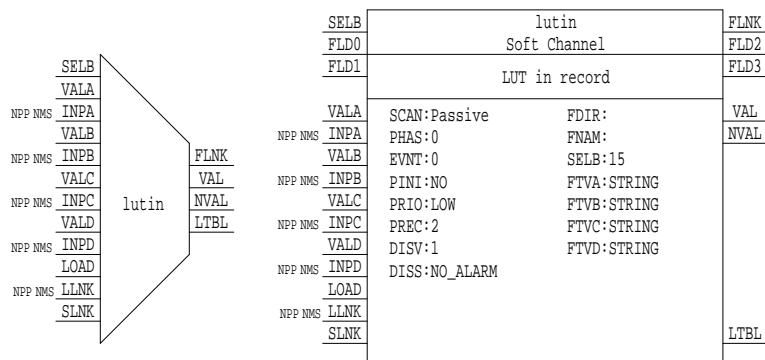 SELB
VALA
NPP NMS INPA
VALB
NPP NMS INPB
VALC
NPP NMS INPC
VALD
NPP NMS INPD
LOAD
NPP NMS LLNK
SLNK
lutin
FLNK
VAL
NVAL
LTBL
SELB lutin FLNK
FLD0 Soft Channel FLD2
FLD1 LUT in record FLD3
VALA SCAN:Passive FDIR: VAL
NPP NMS INPA PHAS:0 FNAM: NVAL
VALB EVNT:0 SELB:15
NPP NMS INPB PINI:NO FTVA:STRING
VALC PRIO:LOW FTVB:STRING
NPP NMS INPC PREC:2 FTVC:STRING
VALD DISV:1 FTVD:STRING
NPP NMS INPD DISS:NO_ALARM
LOAD
NPP NMS LLNK
SLNK LTBL